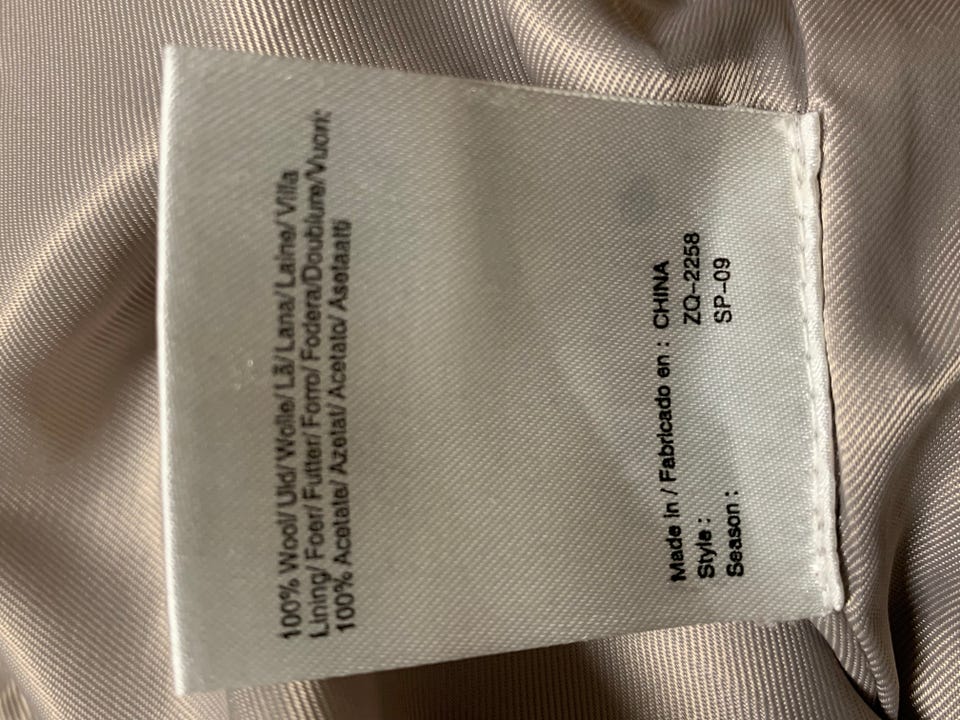 100% Wool/ Uld/ Wolle/ Lã/ Lana/ Laine/ Villa
Lining/ Foer/ Futter/ Forro/ Fodera/Doublure/Vuori:
100% Acetate/ Azetat/ Acetato/ Asetaatti
Made in / Fabricado en : CHINA
Style : ZQ-2258
Season : SP-09